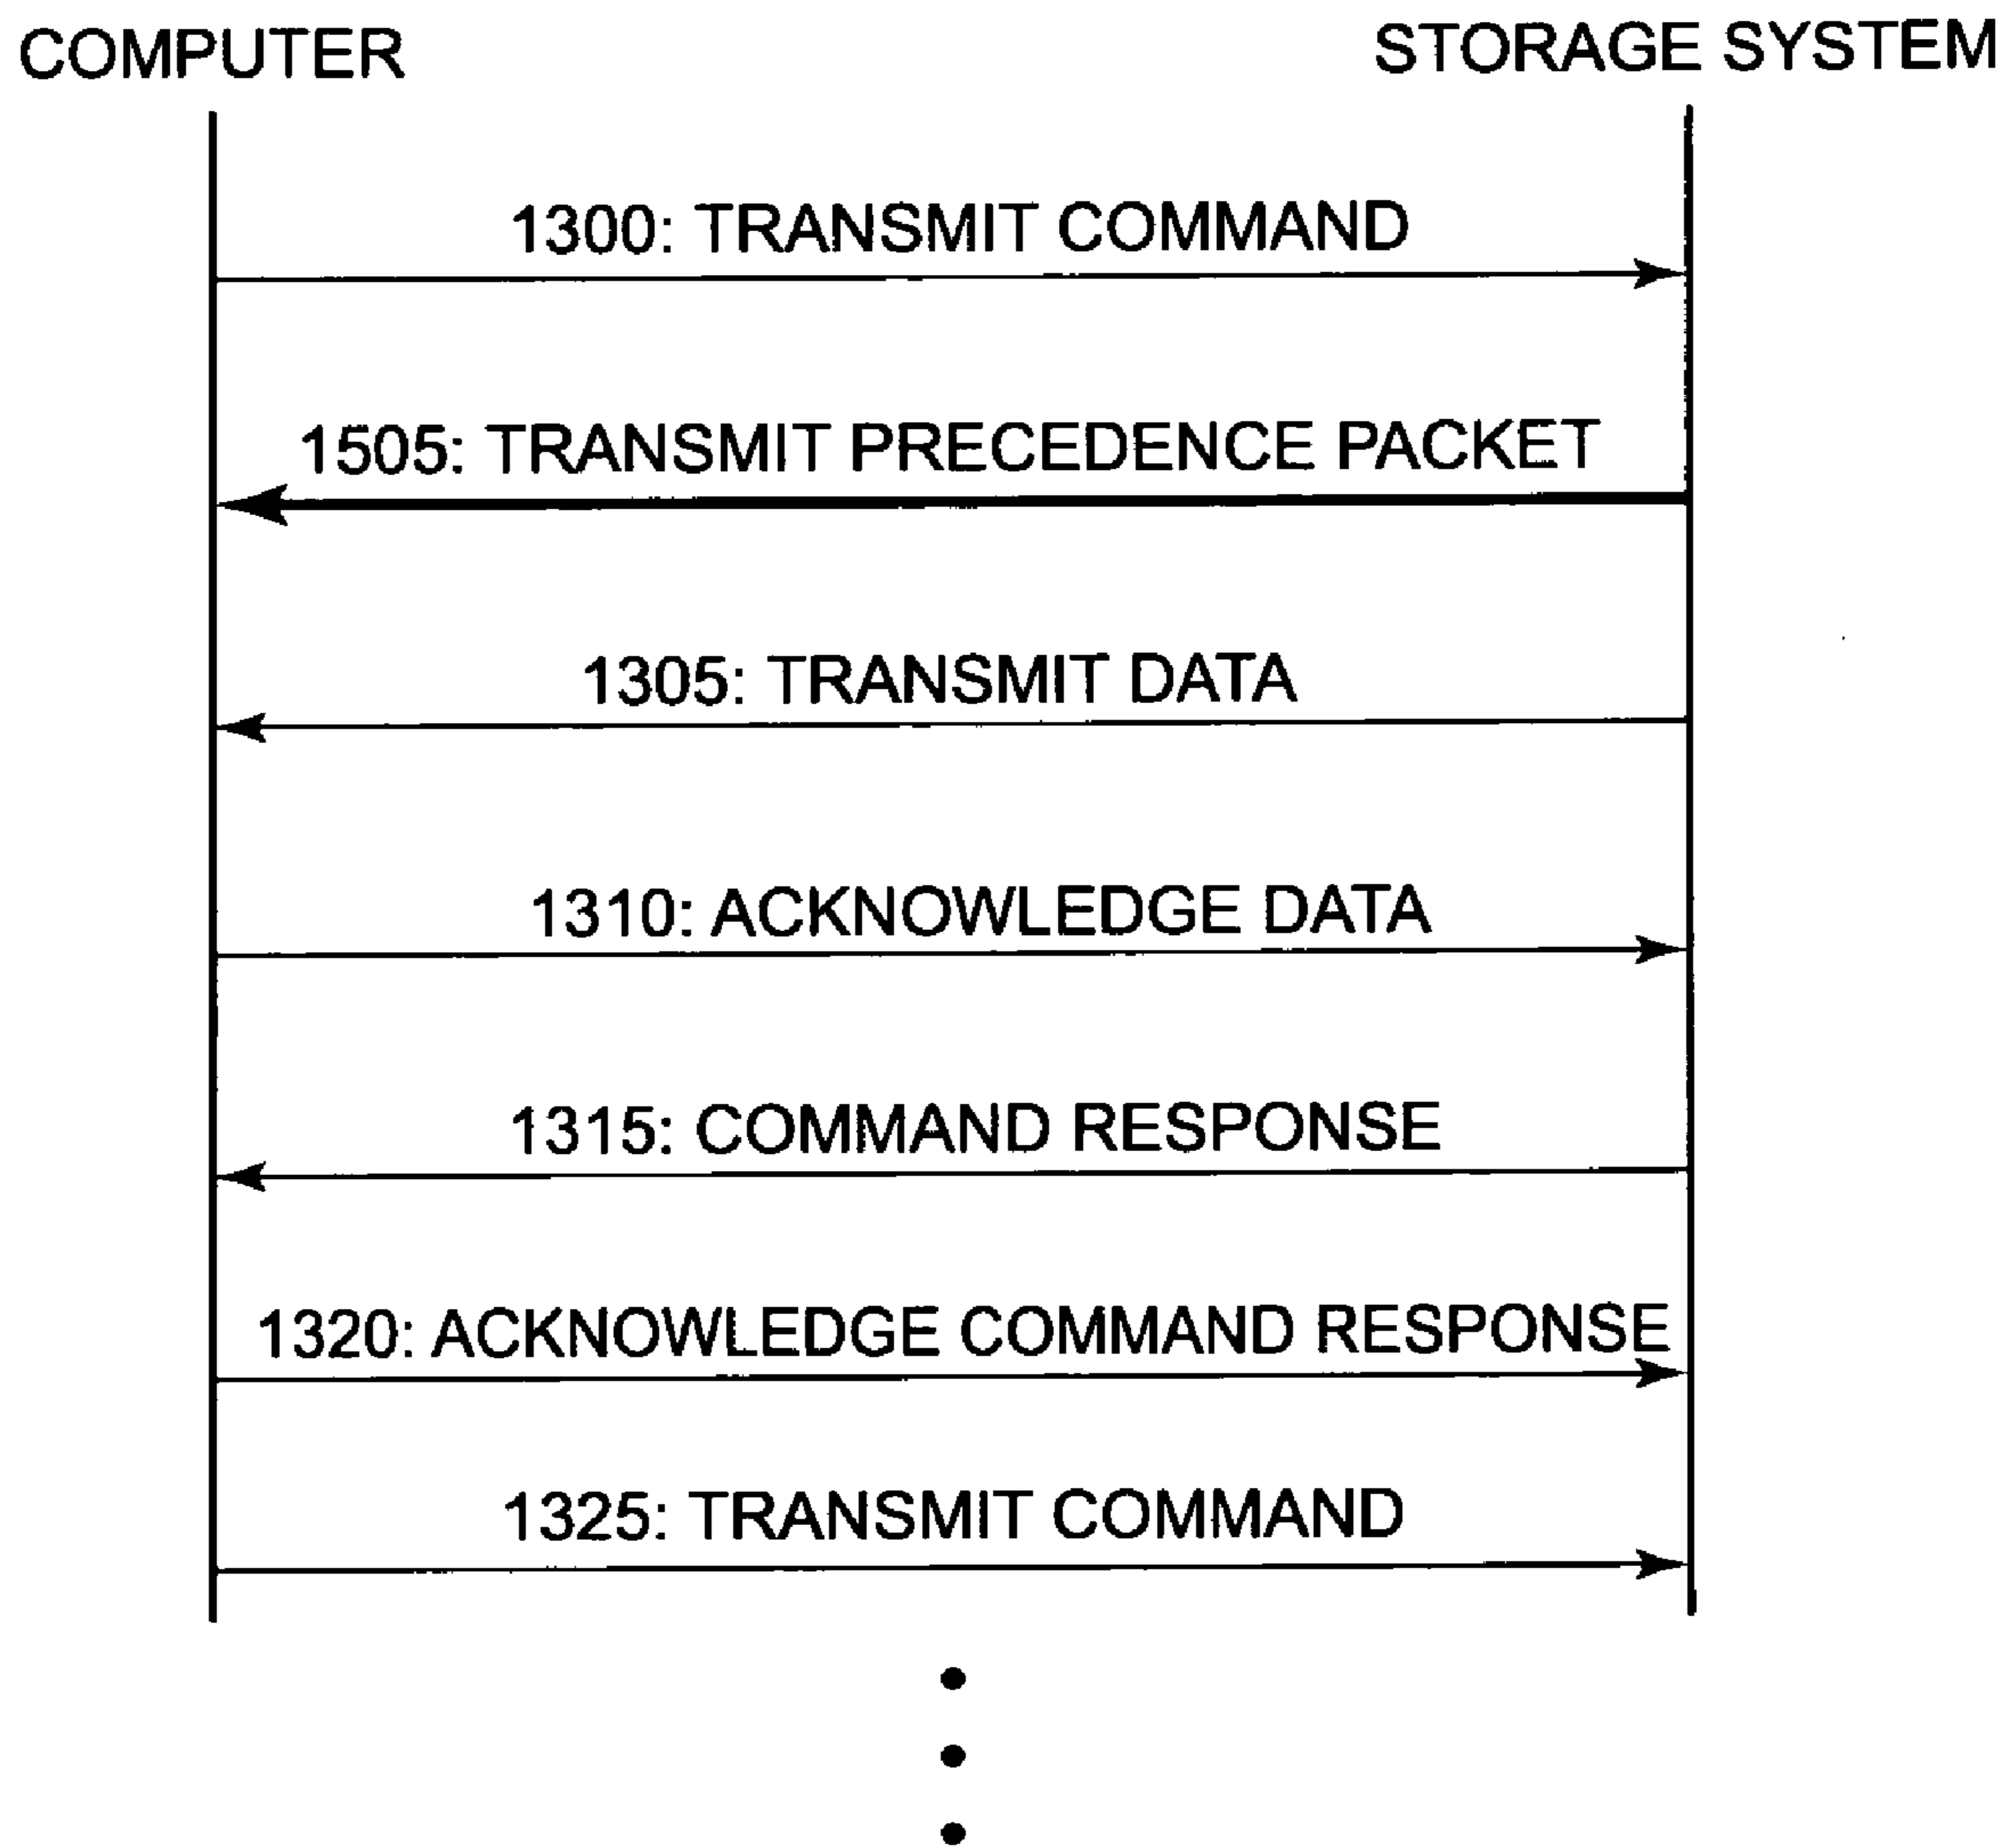 COMPUTER
STORAGE SYSTEM
1300: TRANSMIT COMMAND
1505: TRANSMIT PRECEDENCE PACKET
1305: TRANSMIT DATA
1310: ACKNOWLEDGE DATA
1315: COMMAND RESPONSE
1320: ACKNOWLEDGE COMMAND RESPONSE
1325: TRANSMIT COMMAND